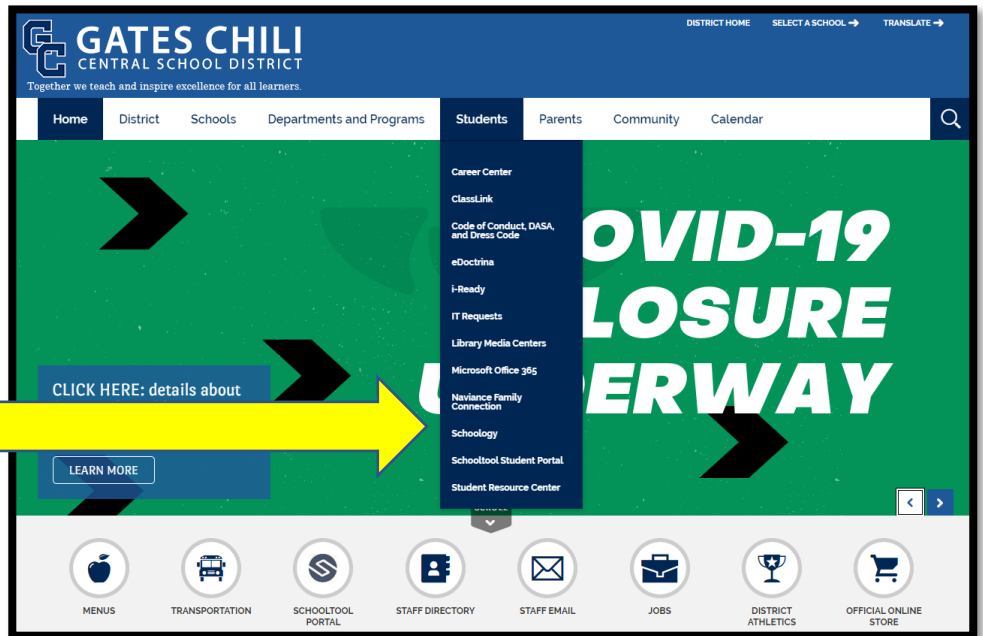 DISTRICT HOME SELECT A SCHOOL → TRANSLATE →
GC
GATES CHILI
CENTRAL SCHOOL DISTRICT
Together we teach and inspire excellence for all learners.
Home District Schools Departments and Programs Students Parents Community Calendar
Career Center
ClassLink
Code of Conduct, DASA,
and Dress Code
eDoctrina
i-Ready
IT Requests
Library Media Centers
Microsoft Office 365
Naviance Family
Connection
Schoology
Schooltool Student Portal
Student Resource Center
OVID-19
LOSURE
U ERWAY
CLICK HERE: details about
LEARN MORE
MENUS
TRANSPORTATION
SCHOOLTOOL
PORTAL
STAFF DIRECTORY
STAFF EMAIL
JOBS
DISTRICT
ATHLETICS
OFFICIAL ONLINE
STORE